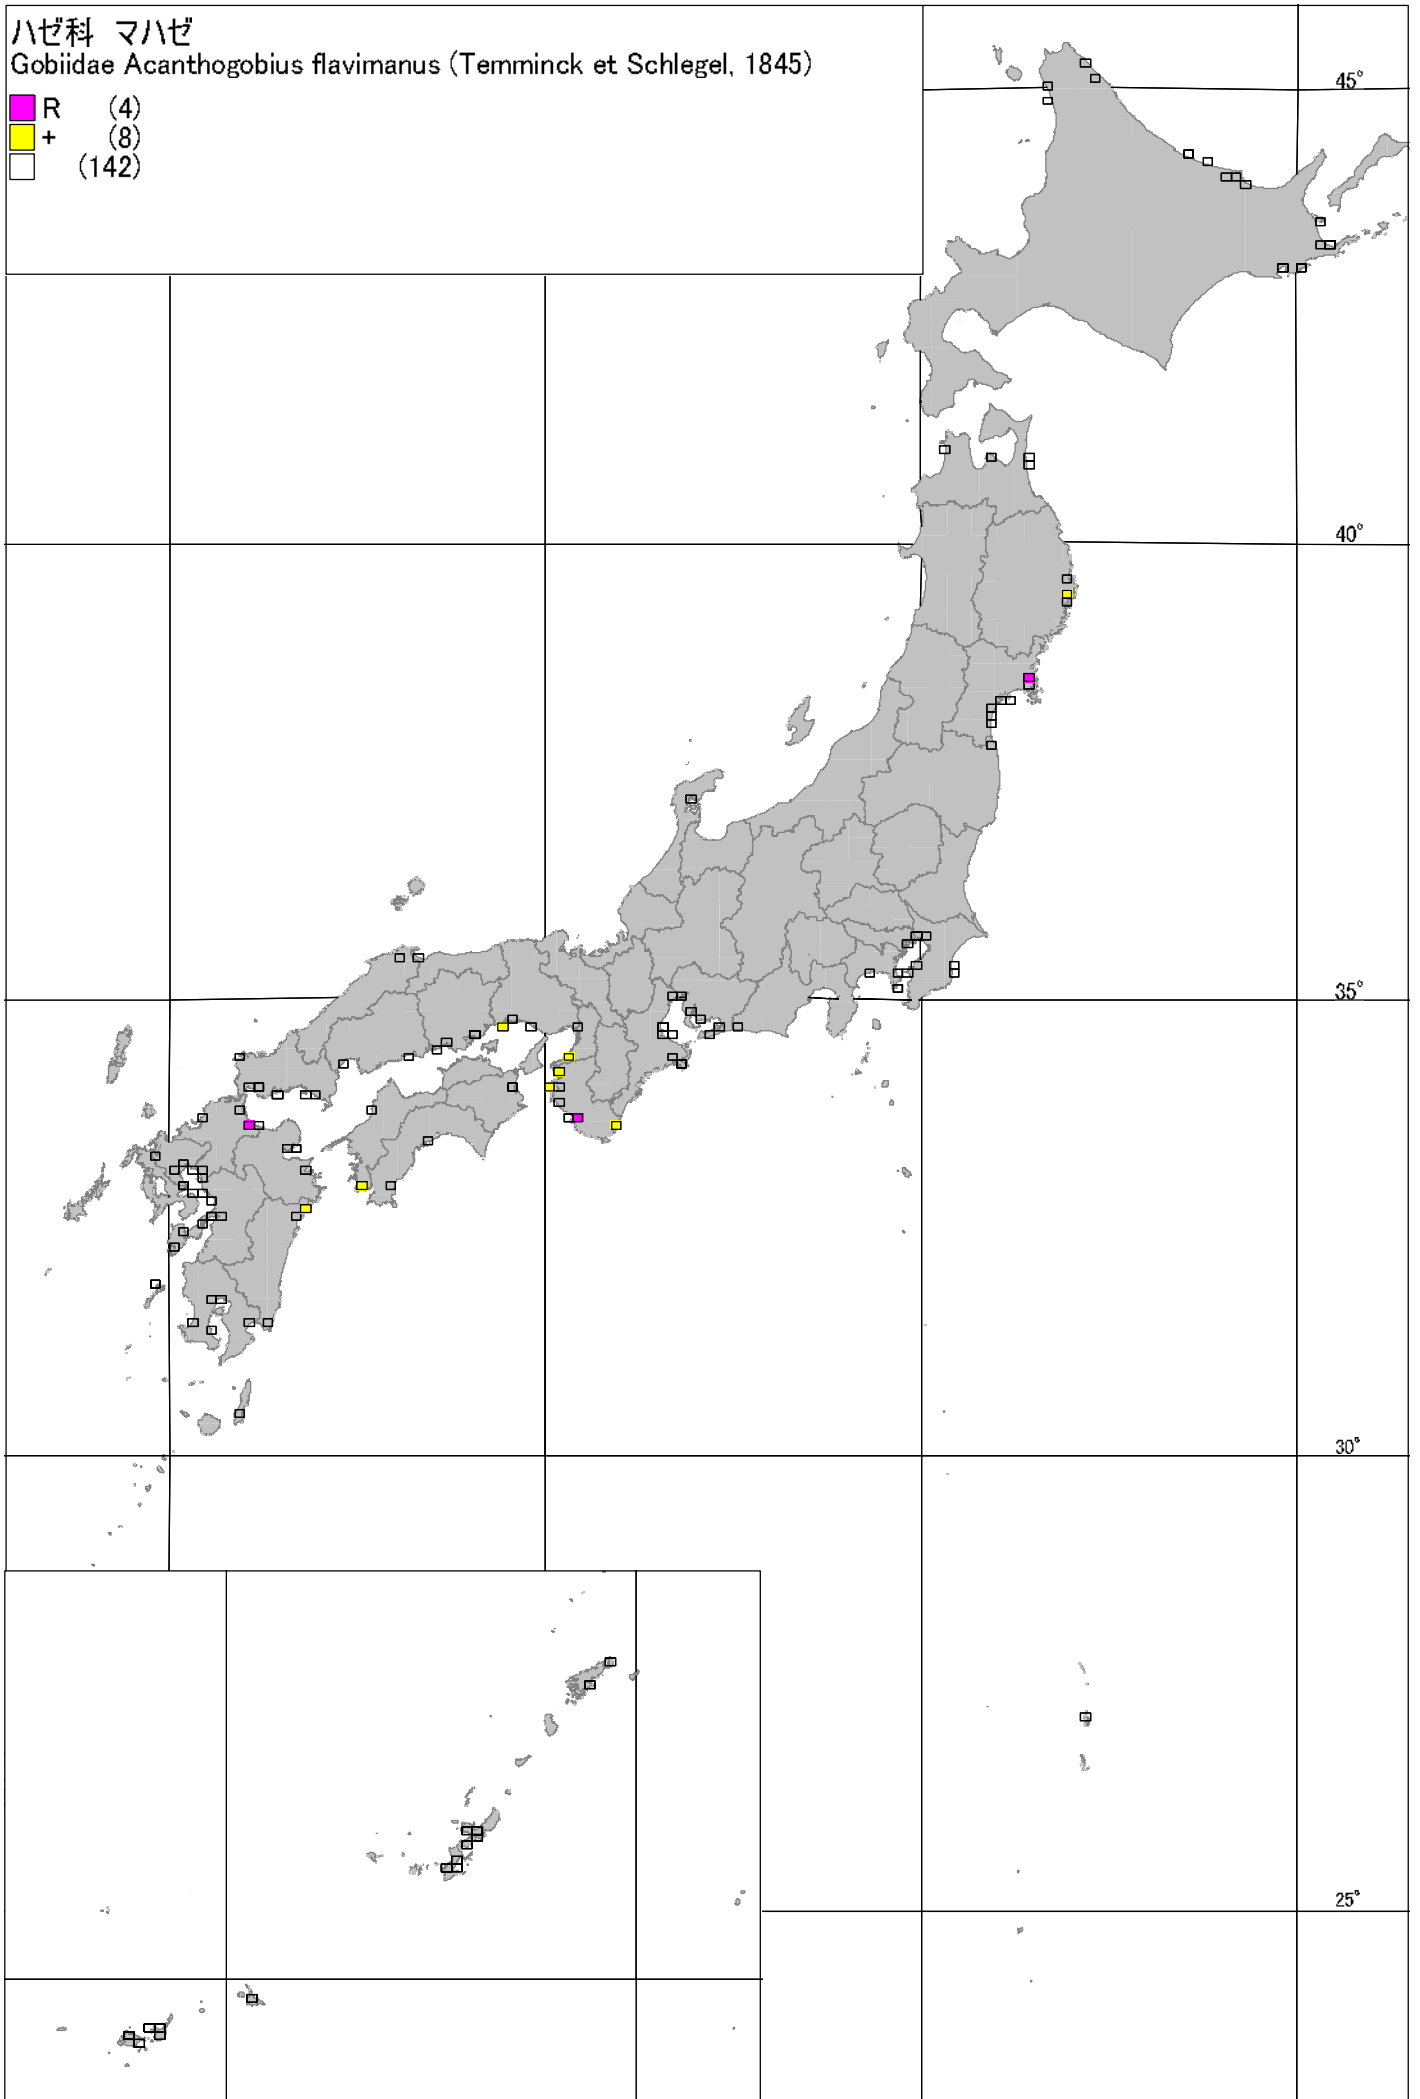 ハゼ科 マハゼ
Gobiidae Acanthogobius flavimanus (Temminck et Schlegel, 1845)
R (4)
+ (8)
(142)
45°
40°
35°
30°
25°